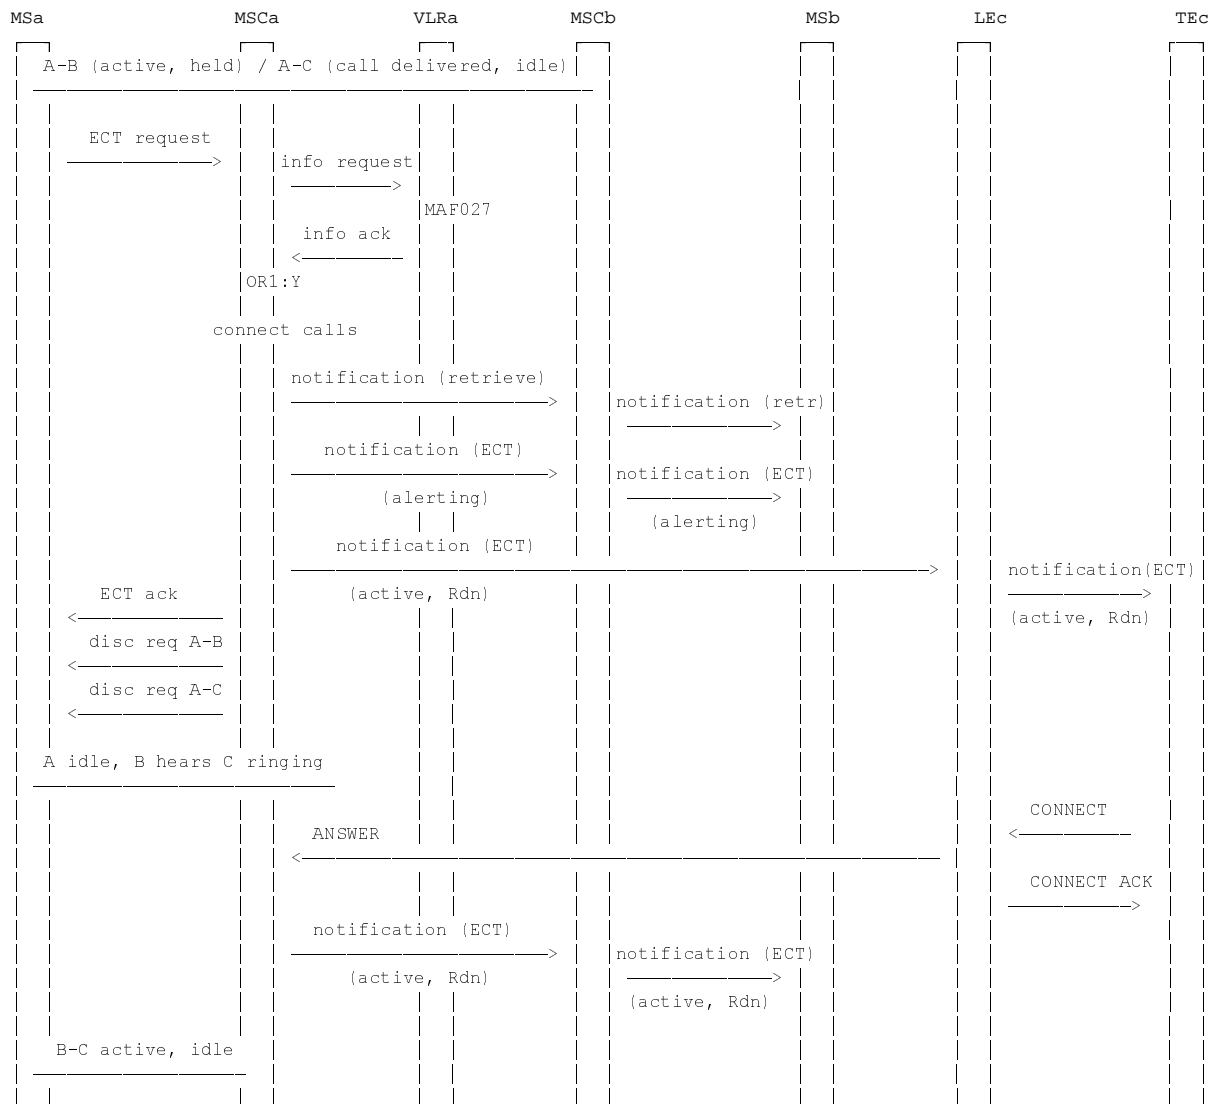 MSa MSCa VLRa MSCb MSb LEc TEc
A-B (active, held) / A-C (call delivered, idle)
ECT request
info request
MAF027
info ack
OR1:Y
connect calls
notification (retrieve)
notification (retr)
notification (ECT)
notification (ECT)
(alerting)
(alerting)
notification (ECT)
notification(ECT)
ECT ack (active, Rdn)
(active, Rdn)
disc req A-B
disc req A-C
A idle, B hears C ringing
CONNECT
ANSWER
CONNECT ACK
notification (ECT)
notification (ECT)
(active, Rdn)
(active, Rdn)
B-C active, idle